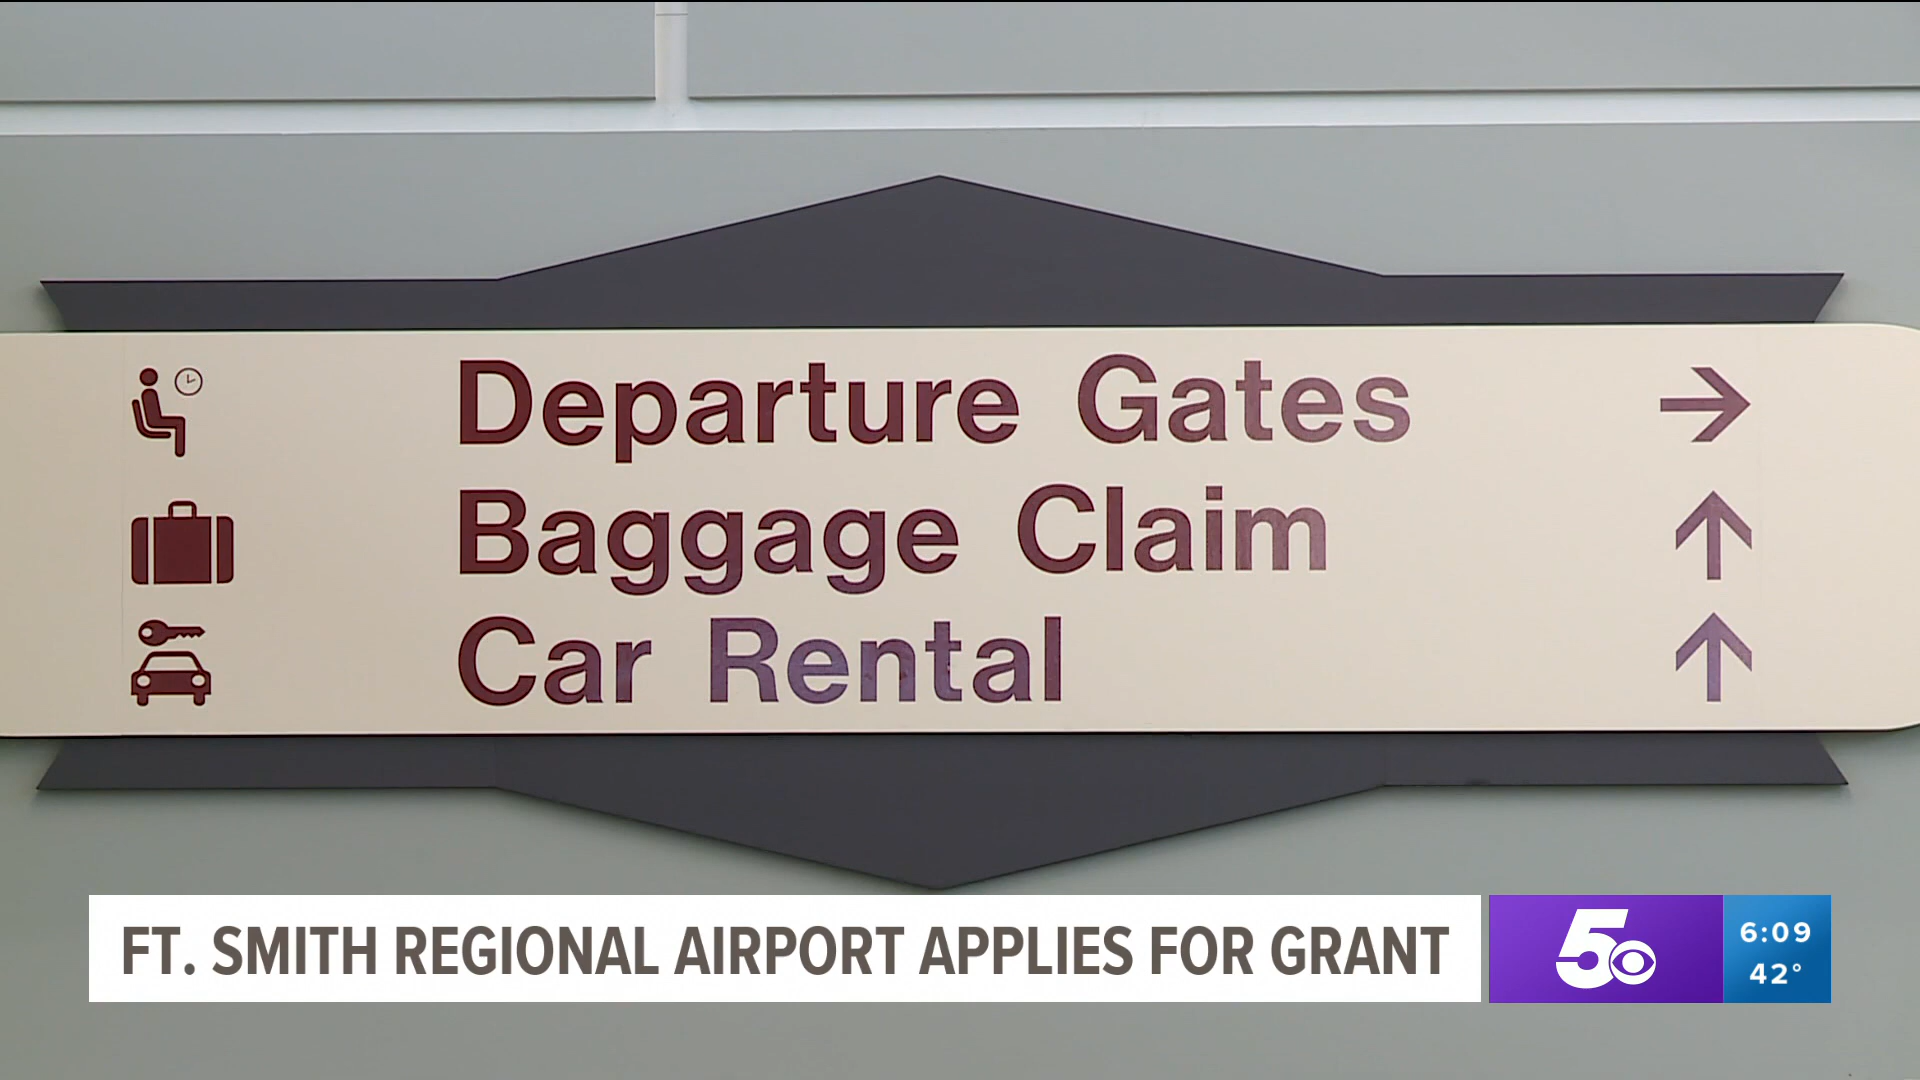 Departure Gates
Baggage Claim
Car Rental
FT. SMITH REGIONAL AIRPORT APPLIES FOR GRANT
5
6:09
42°